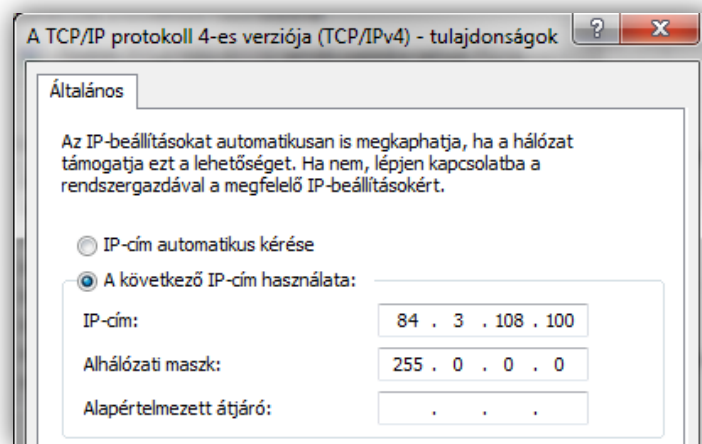 A TCP/IP protokoll 4-es verziója (TCP/IPv4) - tulajdonságok
?
Általános
Az IP-beállításokat automatikusan is megkaphatja, ha a hálózat
támogatja ezt a lehetőséget. Ha nem, lépjen kapcsolatba a
rendszergazdával a megfelelő IP-beállításokért.
IP-cím automatikus kérése
A következő IP-cím használata:
IP-cím: 84 . 3 . 108 . 100
Alhálózati maszk: 255 . 0 . 0 . 0
Alapértelmezett átjáró: . . .